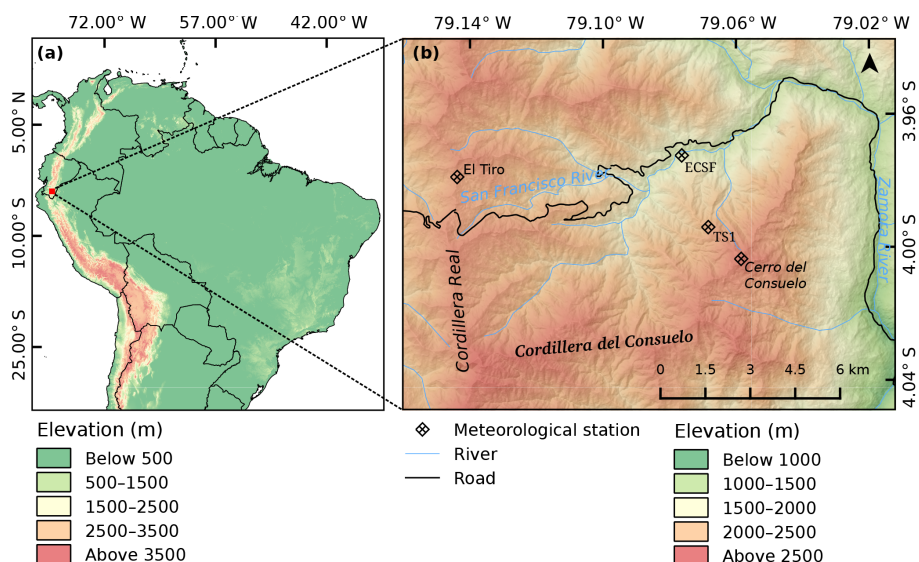 72.00° W
57.00° W
79.14° W
79.10° W
79.06° W
79.02° W
(a)
(b)
5.00° N
10.00° S
25.00° S
3.96° S
4.00° S
4.04° S
El Tiro
San Francisco River
ECSF
TS1
Cerro del
Consuelo
Zamora River
Cordillera Real
Cordillera del Consuelo
0 1.5 3 4.5 6 km
Elevation (m)
Below 500
500–1500
1500–2500
2500–3500
Above 3500
Meteorological station
River
Road
Elevation (m)
Below 1000
1000–1500
1500–2000
2000–2500
Above 2500